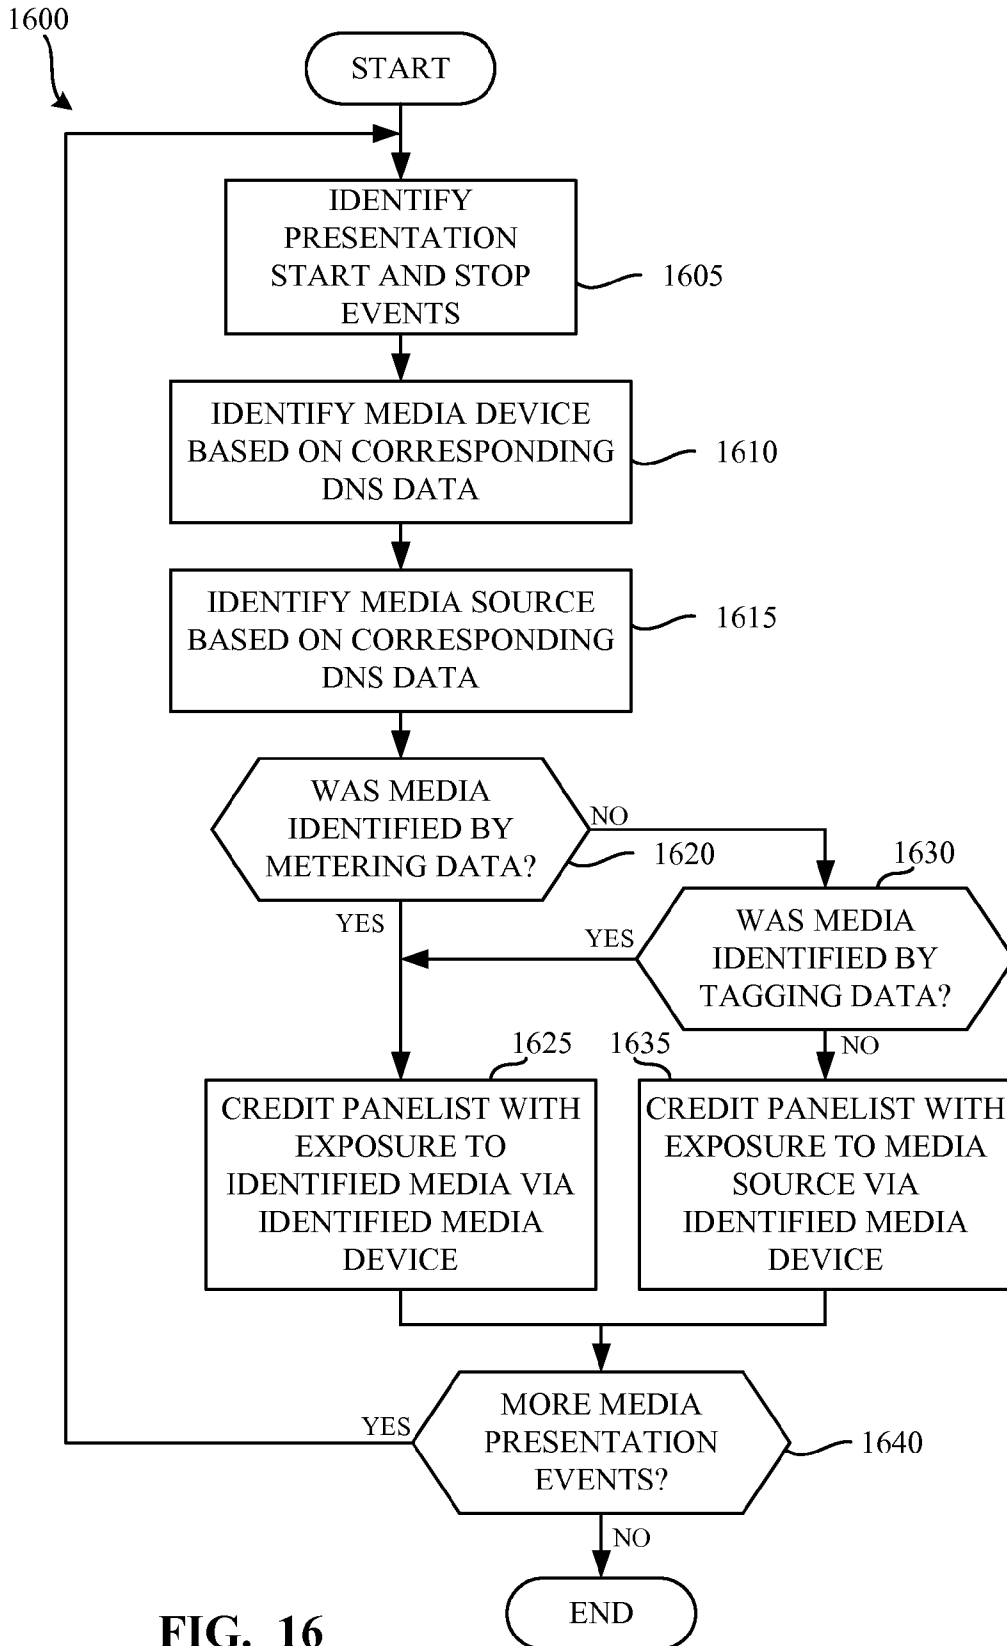 1600
START
IDENTIFY
PRESENTATION
START AND STOP
EVENTS
1605
IDENTIFY MEDIA DEVICE
BASED ON CORRESPONDING
DNS DATA
1610
IDENTIFY MEDIA SOURCE
BASED ON CORRESPONDING
DNS DATA
1615
WAS MEDIA
IDENTIFIED BY
METERING DATA?
NO
1620
YES
1630
WAS MEDIA
IDENTIFIED BY
TAGGING DATA?
YES
NO
1625
CREDIT PANELIST WITH
EXPOSURE TO
IDENTIFIED MEDIA VIA
IDENTIFIED MEDIA
DEVICE
1635
CREDIT PANELIST WITH
EXPOSURE TO MEDIA
SOURCE VIA
IDENTIFIED MEDIA
DEVICE
MORE MEDIA
PRESENTATION
EVENTS?
YES
1640
NO
END
FIG. 16